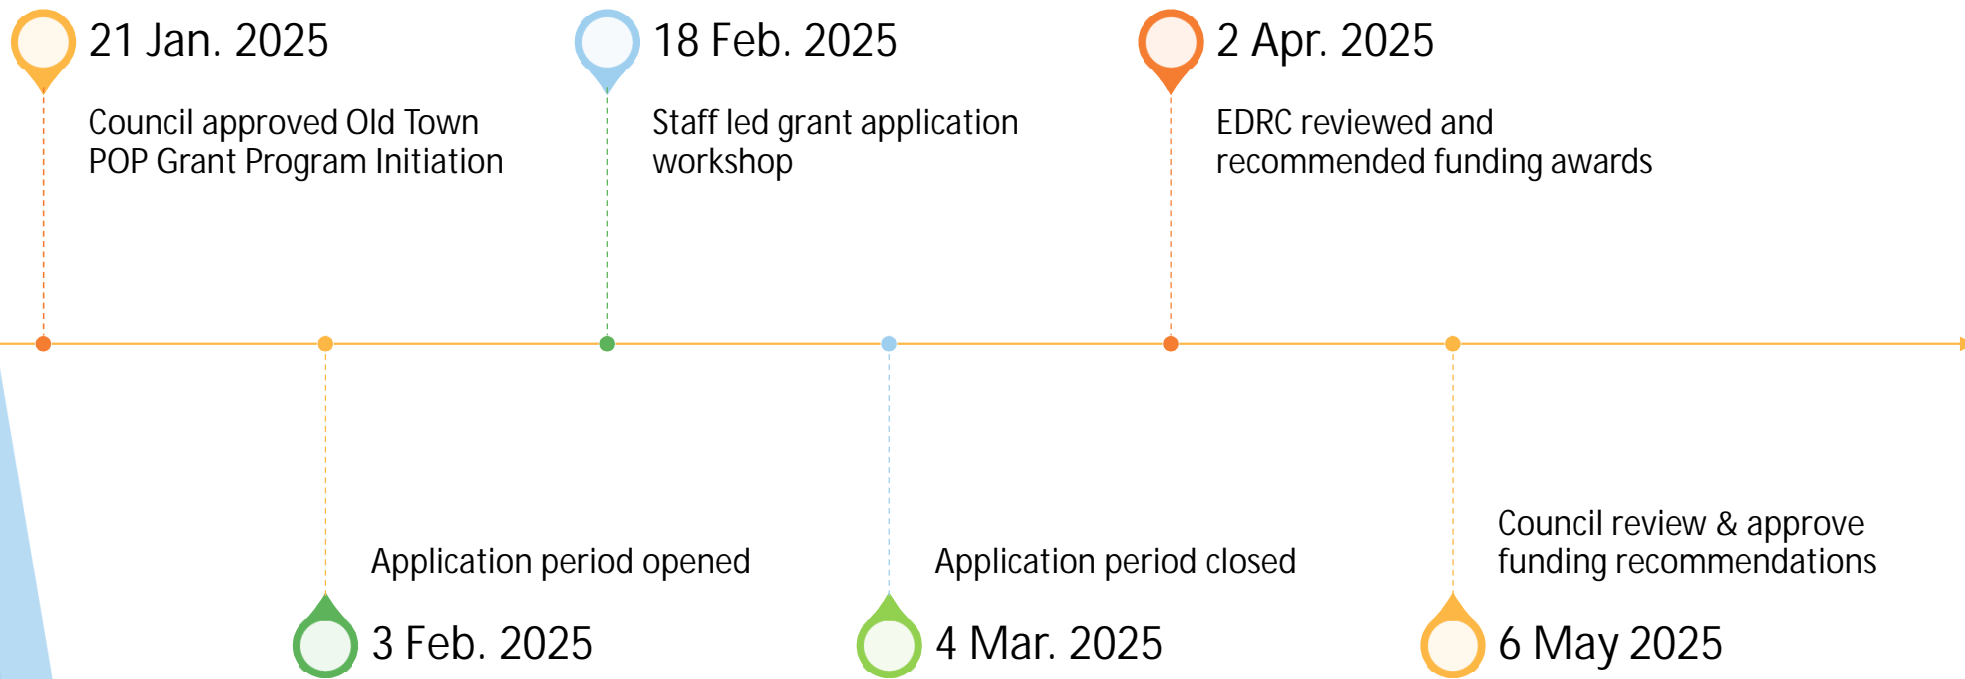 21 Jan. 2025
Council approved Old Town
POP Grant Program Initiation
18 Feb. 2025
Staff led grant application
workshop
2 Apr. 2025
EDRC reviewed and
recommended funding awards
Application period opened
3 Feb. 2025
Application period closed
4 Mar. 2025
Council review & approve
funding recommendations
6 May 2025